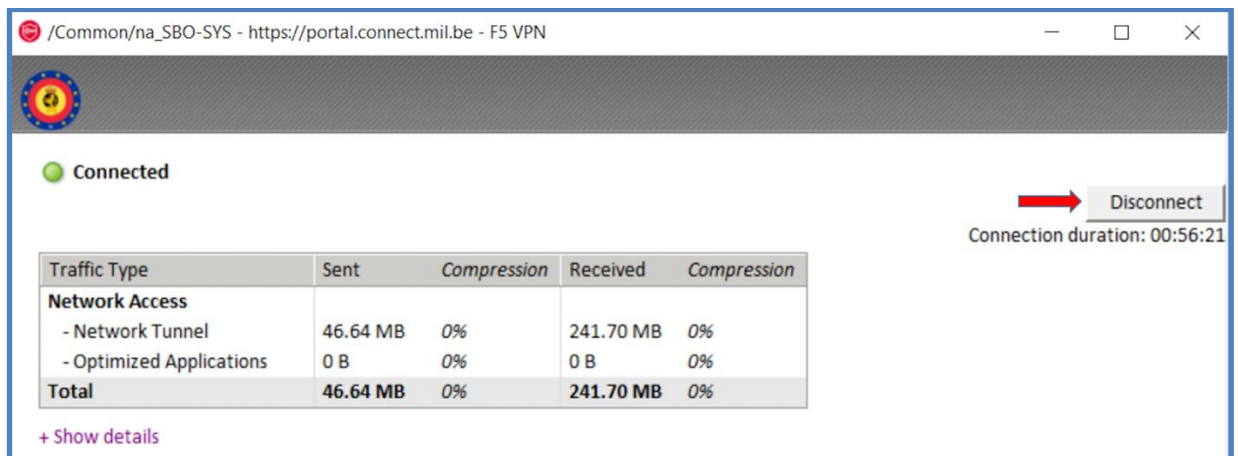 /Common/na_SBO-SYS - https://portal.connect.mil.be - F5 VPN
Connected
Disconnect
Connection duration: 00:56:21
Traffic Type Sent Compression Received Compression
Network Access
- Network Tunnel 46.64 MB 0% 241.70 MB 0%
- Optimized Applications 0 B 0% 0 B 0%
Total 46.64 MB 0% 241.70 MB 0%
+ Show details